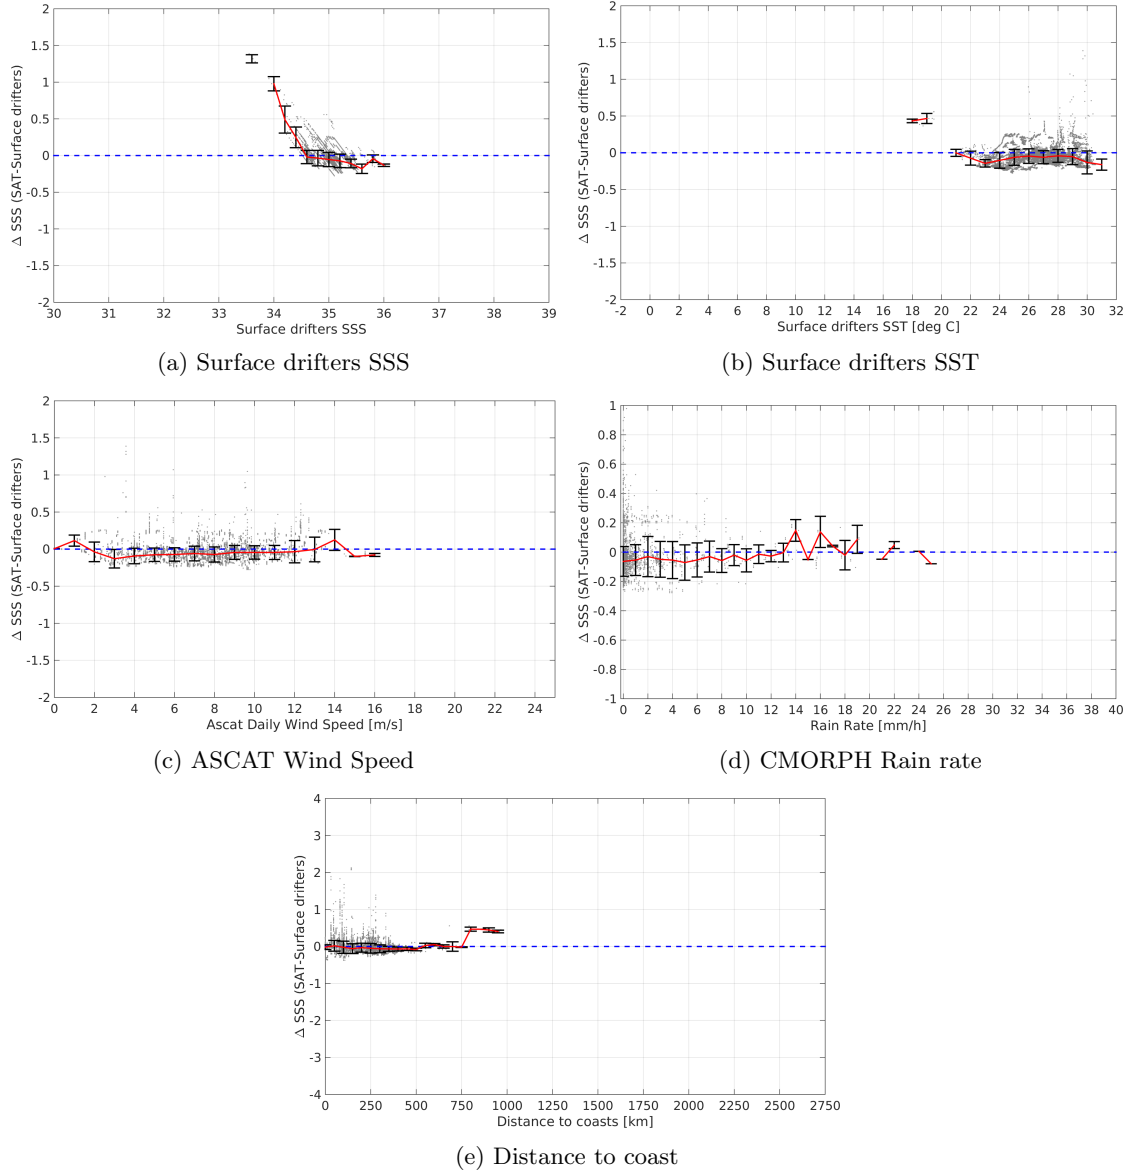 2
1.5
1
0.5
0
-0.5
-1
-1.5
-2
Δ SSS (SAT-Surface drifters)
30 31 32 33 34 35 36 37 38 39
Surface drifters SSS
(a) Surface drifters SSS
2
1.5
1
0.5
0
-0.5
-1
-1.5
-2
Δ SSS (SAT-Surface drifters)
-2 0 2 4 6 8 10 12 14 16 18 20 22 24 26 28 30 32
Surface drifters SST [deg C]
(b) Surface drifters SST
2
1.5
1
0.5
0
-0.5
-1
-1.5
-2
Δ SSS (SAT-Surface drifters)
0 2 4 6 8 10 12 14 16 18 20 22 24
Ascat Daily Wind Speed [m/s]
(c) ASCAT Wind Speed
1
0.8
0.6
0.4
0.2
0
-0.2
-0.4
-0.6
-0.8
-1
Δ SSS (SAT-Surface drifters)
0 2 4 6 8 10 12 14 16 18 20 22 24 26 28 30 32 34 36 38 40
Rain Rate [mm/h]
(d) CMORPH Rain rate
4
3
2
1
0
-1
-2
-3
-4
Δ SSS (SAT-Surface drifters)
0 250 500 750 1000 1250 1500 1750 2000 2250 2500 2750
Distance to coasts [km]
(e) Distance to coast